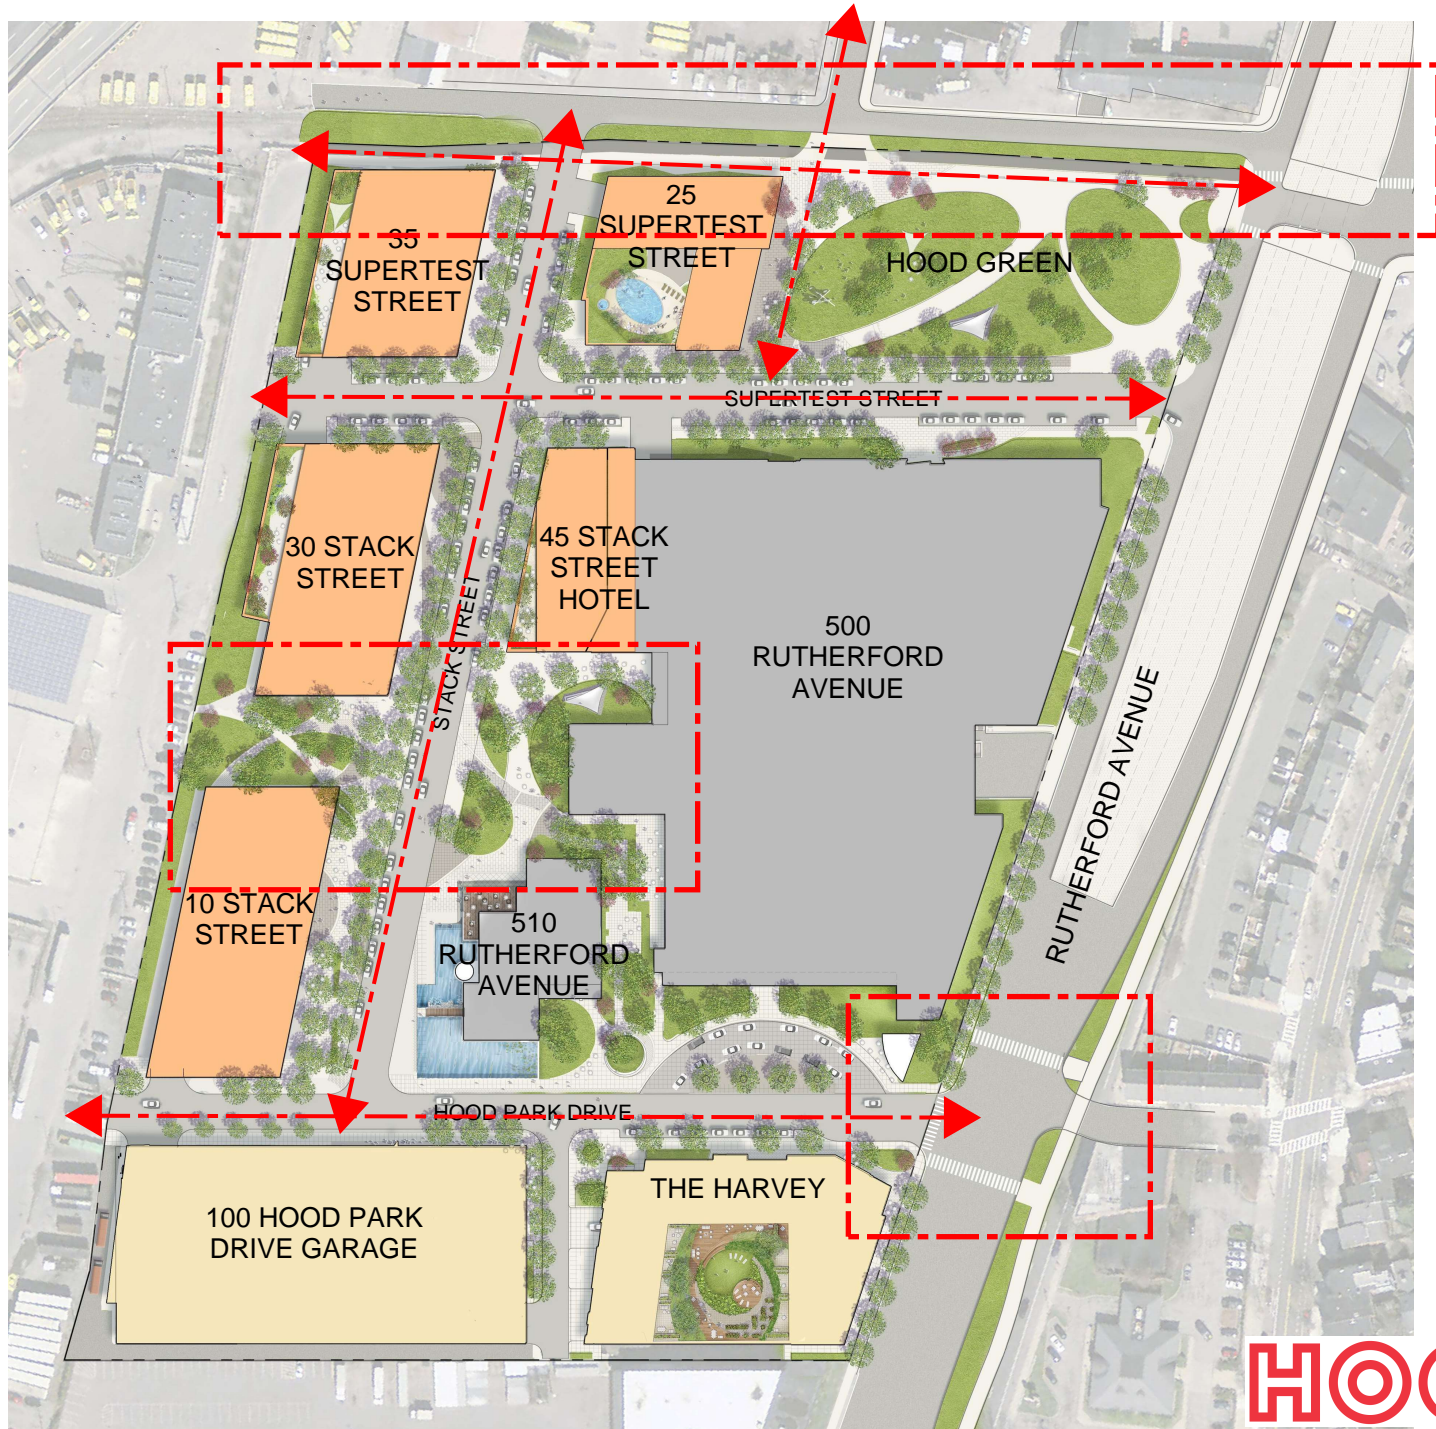 25
SUPERTEST
STREET
35
SUPERTEST
STREET
HOOD GREEN
SUPERTEST STREET
30 STACK
STREET
45 STACK
STREET
HOTEL
STACK STREET
500
RUTHERFORD
AVENUE
RUTHERFORD AVENUE
10 STACK
STREET
510
RUTHERFORD
AVENUE
HOOD PARK DRIVE
THE HARVEY
100 HOOD PARK
DRIVE GARAGE
HOO